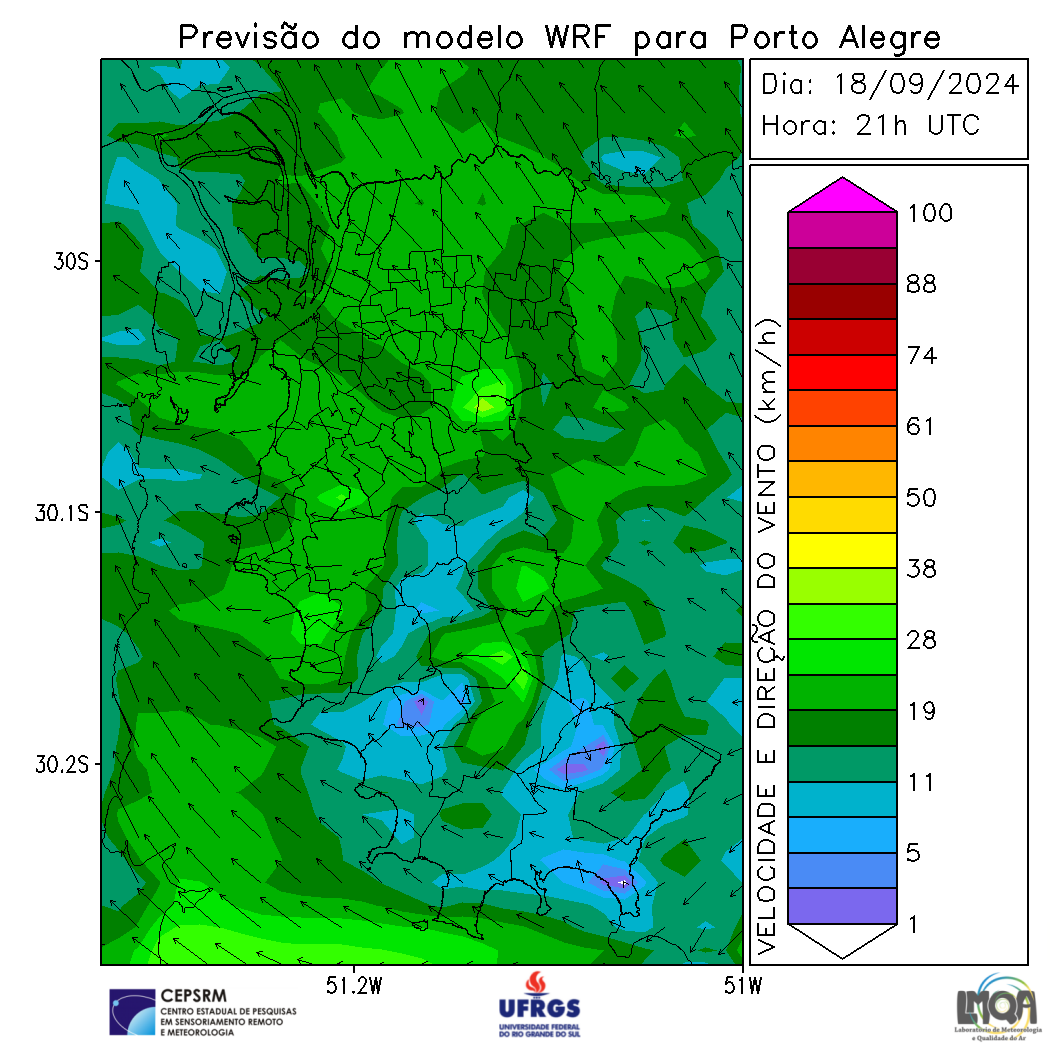 Previsão do modelo WRF para Porto Alegre
Dia: 18/09/2024
Hora: 21h UTC
30S
30.1S
30.2S
51.2W
51W
VELOCIDADE E DIREÇÃO DO VENTO (km/h)
100
88
74
61
50
38
28
19
11
5
1
CEPSRM
CENTRO ESTADUAL DE PESQUISAS
EM SENSORIAMENTO REMOTO
E METEOROLOGIA
UFRGS
UNIVERSIDADE FEDERAL
DO RIO GRANDE DO SUL
LMQA
Laboratório de Meteorologia
e Qualidade do Ar